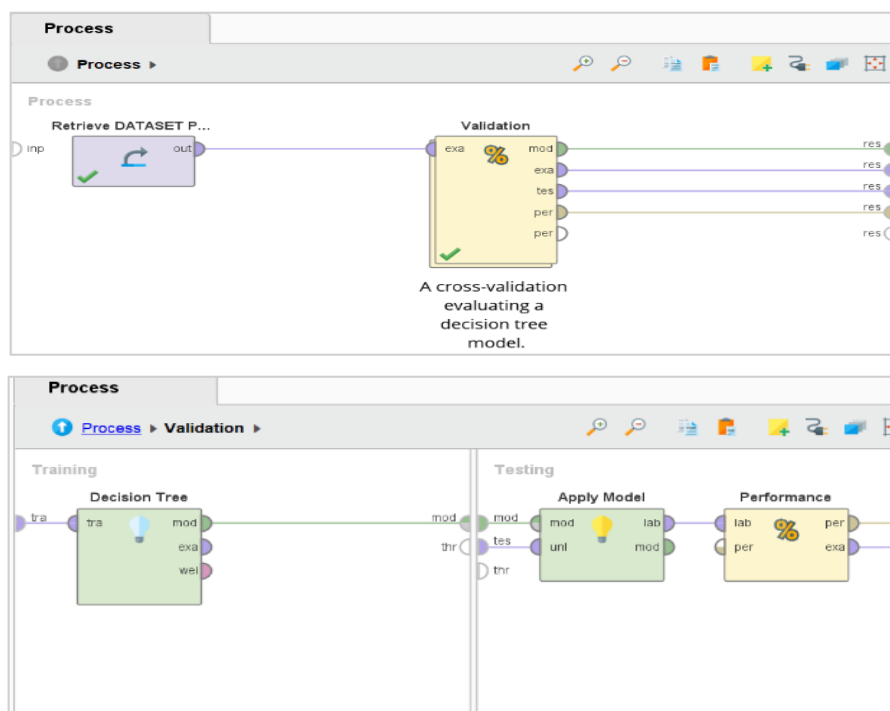 Process
Process
Process
Retrieve DATASET P...
Validation
inp
out
exa
mod
res
exa
res
tes
res
per
res
per
res
A cross-validation
evaluating a
decision tree
model.
Process
Process Validation
Training
Testing
Decision Tree
Apply Model
Performance
tra
tra
mod
mod
mod
mod
lab
lab
per
exa
thr
tes
unl
mod
per
exa
wei
thr